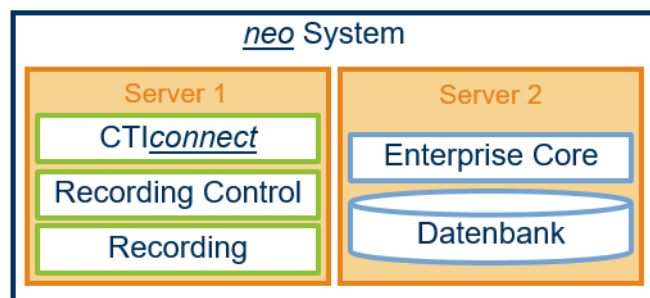 neo System
Server 1
CTIconnect
Recording Control
Recording
Server 2
Enterprise Core
Datenbank